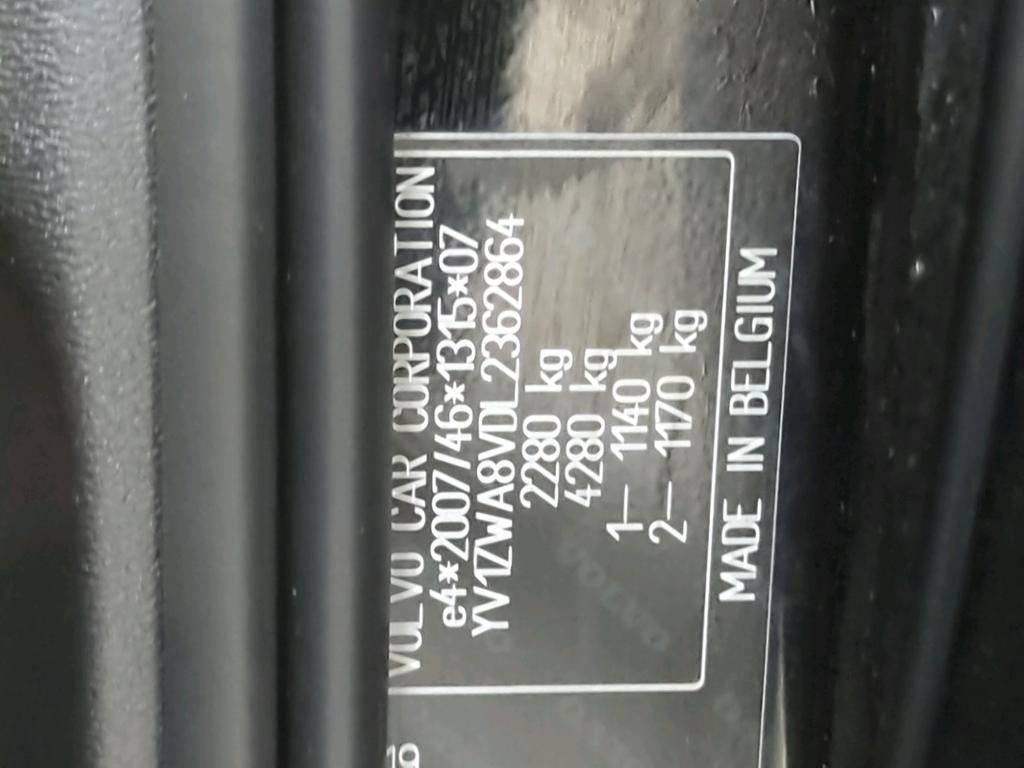 VOLVO CAR CORPORATION
e4*2007/46*1315*07
YV1ZWA8VDL2362864
2280 kg
4280 kg
1- 1140 kg
2- 1170 kg
MADE IN BELGIUM
VOLVO